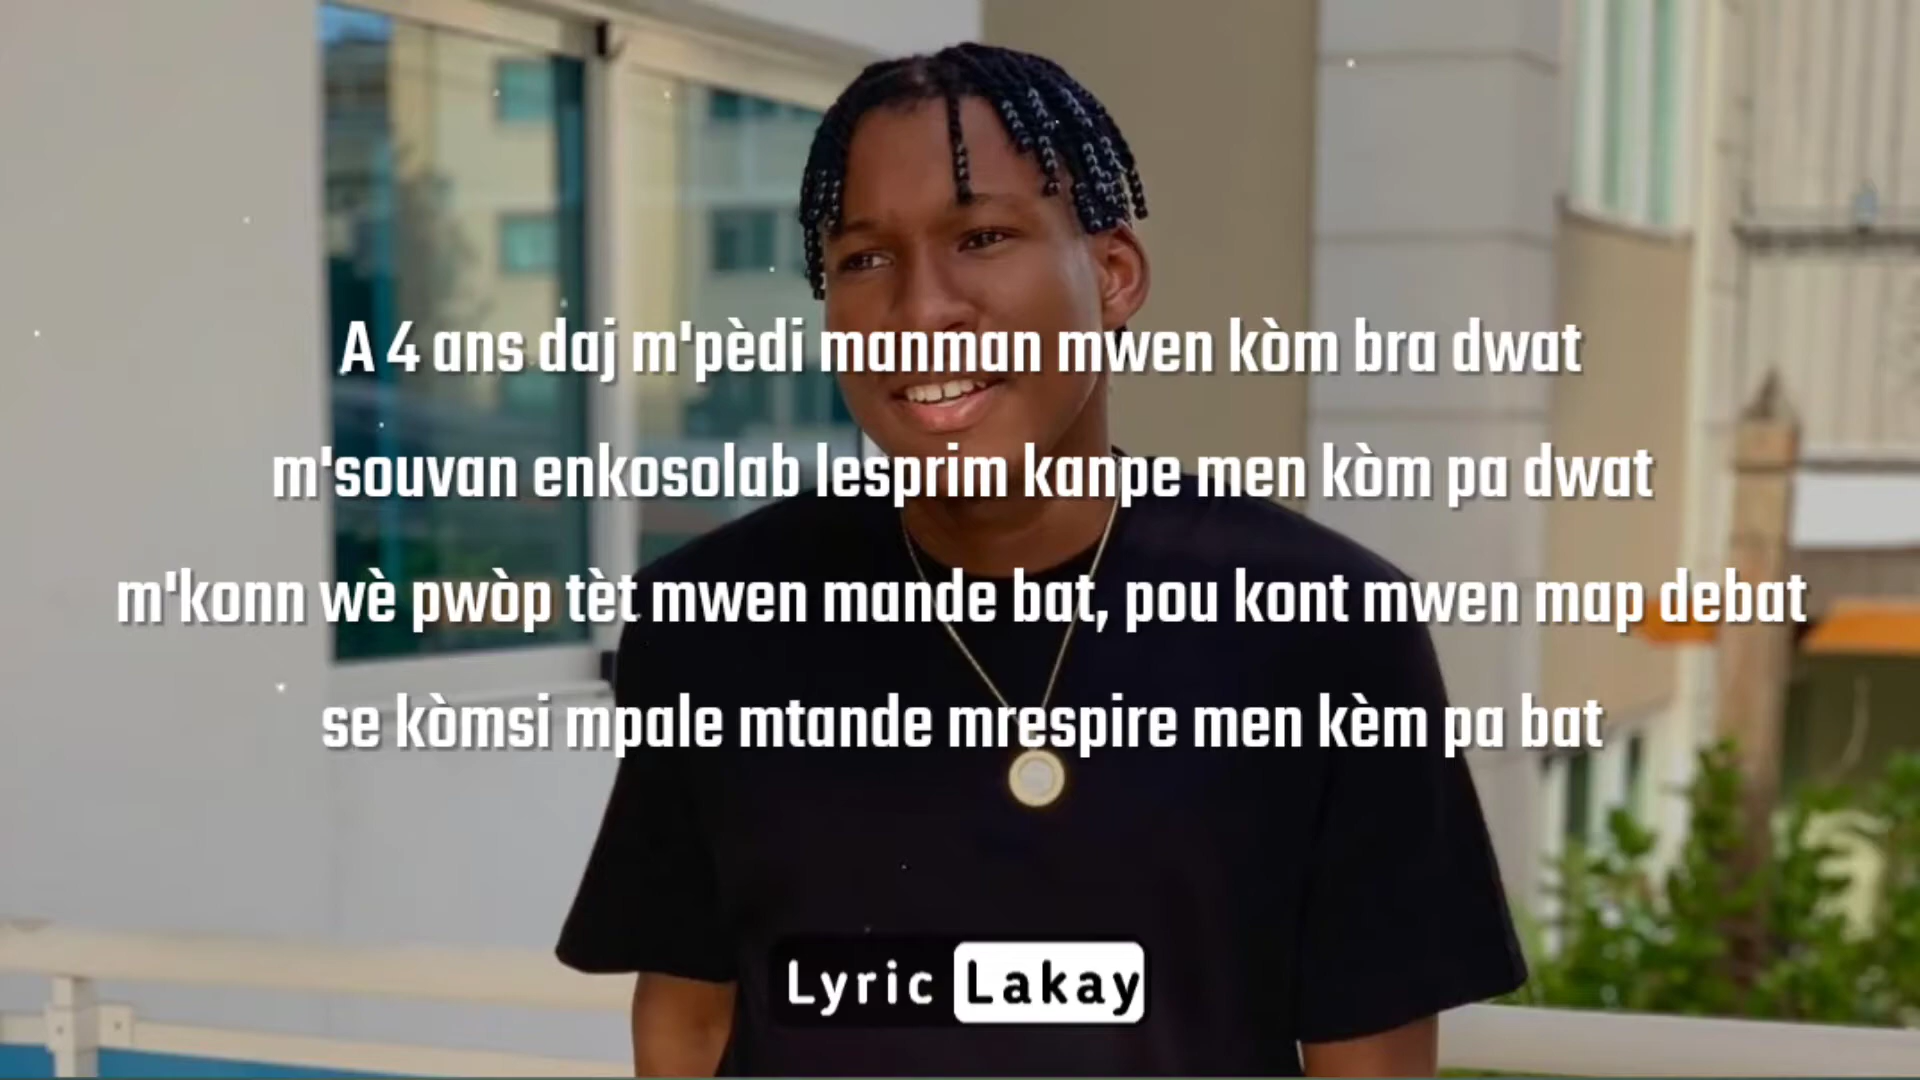 A 4 ans daj m'pèdi manman mwen kòm bra dwat
m'souvan enkosolab lesprim kanpe men kòm pa dwat
m'konn wè pwòp tèt mwen mande bat, pou kont mwen map debat
se kòmsi mpale mtande mrespire men kèm pa bat
Lyric Lakay